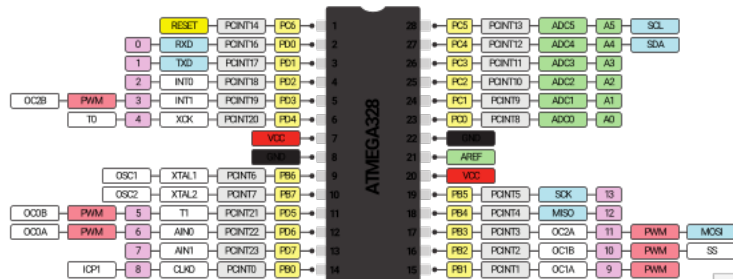 RESET PCINT14 PC6 1 28 PC5 PCINT13 ADC5 A5 SCL
0 RXD PCINT16 PD0 2 27 PC4 PCINT12 ADC4 A4 SDA
1 TXD PCINT17 PD1 3 26 PC3 PCINT11 ADC3 A3
2 INT0 PCINT18 PD2 4 25 PC2 PCINT10 ADC2 A2
OC2B PWM 3 INT1 PCINT19 PD3 5 24 PC1 PCINT9 ADC1 A1
T0 4 XCK PCINT20 PD4 6 23 PC0 PCINT8 ADC0 A0
VCC 7 22 GND
GND 8 21 AREF
OSC1 XTAL1 PCINT6 PB6 9 20 VCC
OSC2 XTAL2 PCINT7 PB7 10 19 PB5 PCINT5 SCK 13
OC0B PWM 5 T1 PCINT21 PD5 11 18 PB4 PCINT4 MISO 12
OC0A PWM 6 AIN0 PCINT22 PD6 12 17 PB3 PCINT3 OC2A 11 PWM MOSI
7 AIN1 PCINT23 PD7 13 16 PB2 PCINT2 OC1B 10 PWM SS
ICP1 8 CLKO PCINT0 PB0 14 15 PB1 PCINT1 OC1A 9 PWM
ATMEGA328